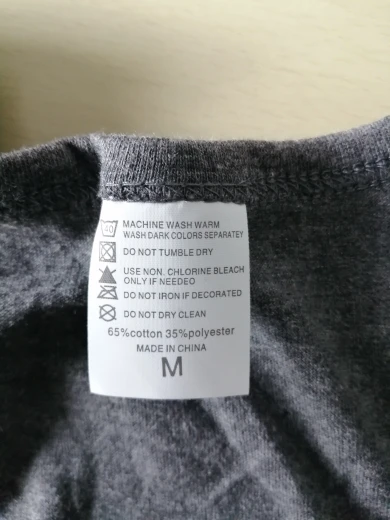 40
MACHINE WASH WARM
WASH DARK COLORS SEPARATEY
DO NOT TUMBLE DRY
USE NON. CHLORINE BLEACH
ONLY IF NEEDEO
DO NOT IRON IF DECORATED
DO NOT DRY CLEAN
65%cotton 35%polyester
MADE IN CHINA
M